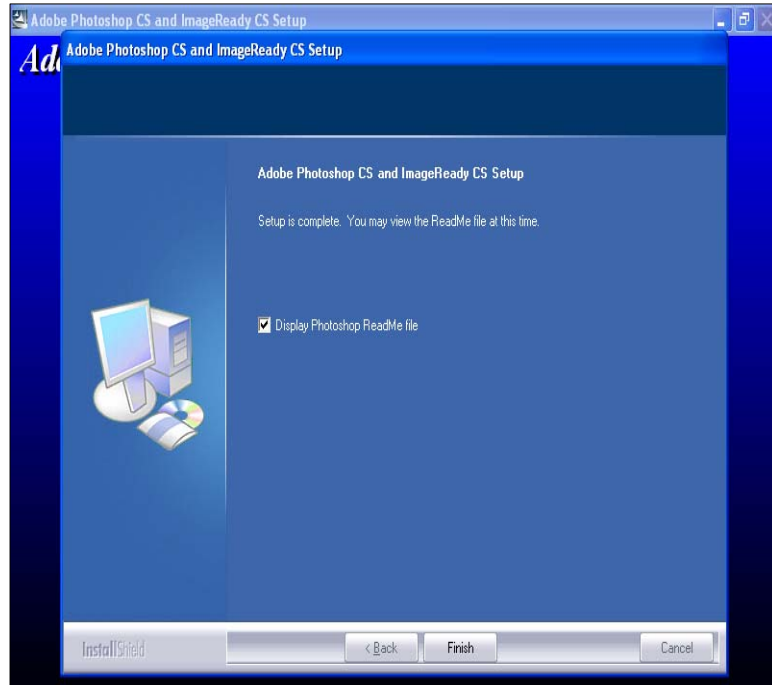 Adobe Photoshop CS and ImageReady CS Setup
Adobe Photoshop CS and ImageReady CS Setup
Adobe Photoshop CS and ImageReady CS Setup
Setup is complete. You may view the ReadMe file at this time.
Display Photoshop ReadMe file
InstallShield
< Back
Finish
Cancel